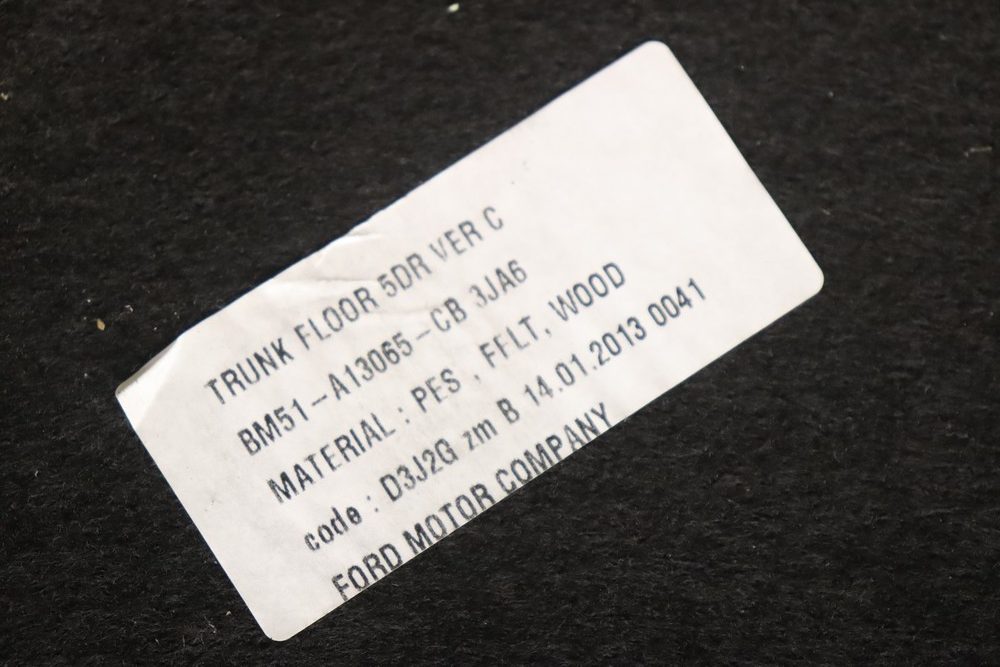 TRUNK FLOOR 5DR VER C
BM51-A13065-CB 3JA6
MATERIAL : PES , FFLT, WOOD
code : D3J2G zm B 14.01.2013 0041
FORD MOTOR COMPANY